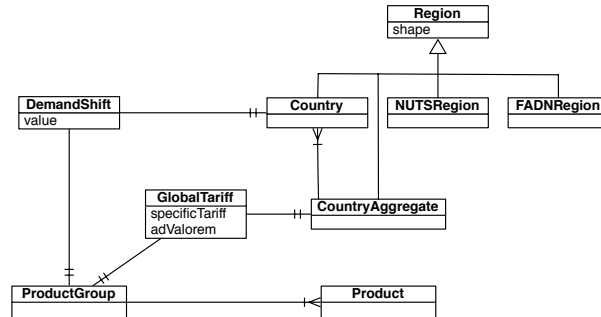 Region
shape
DemandShift
value
Country
NUTSRegion
FADNRegion
GlobalTariff
specificTariff
adValorem
CountryAggregate
ProductGroup
Product